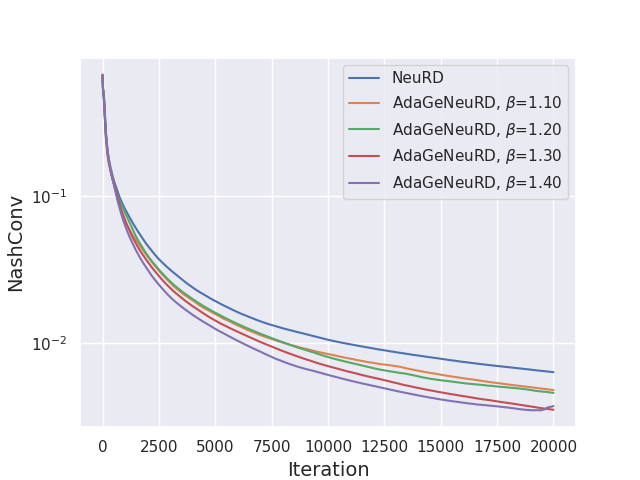 NeuRD
AdaGeNeuRD, β=1.10
AdaGeNeuRD, β=1.20
AdaGeNeuRD, β=1.30
AdaGeNeuRD, β=1.40
NashConv
10⁻¹
10⁻²
0 2500 5000 7500 10000 12500 15000 17500 20000
Iteration